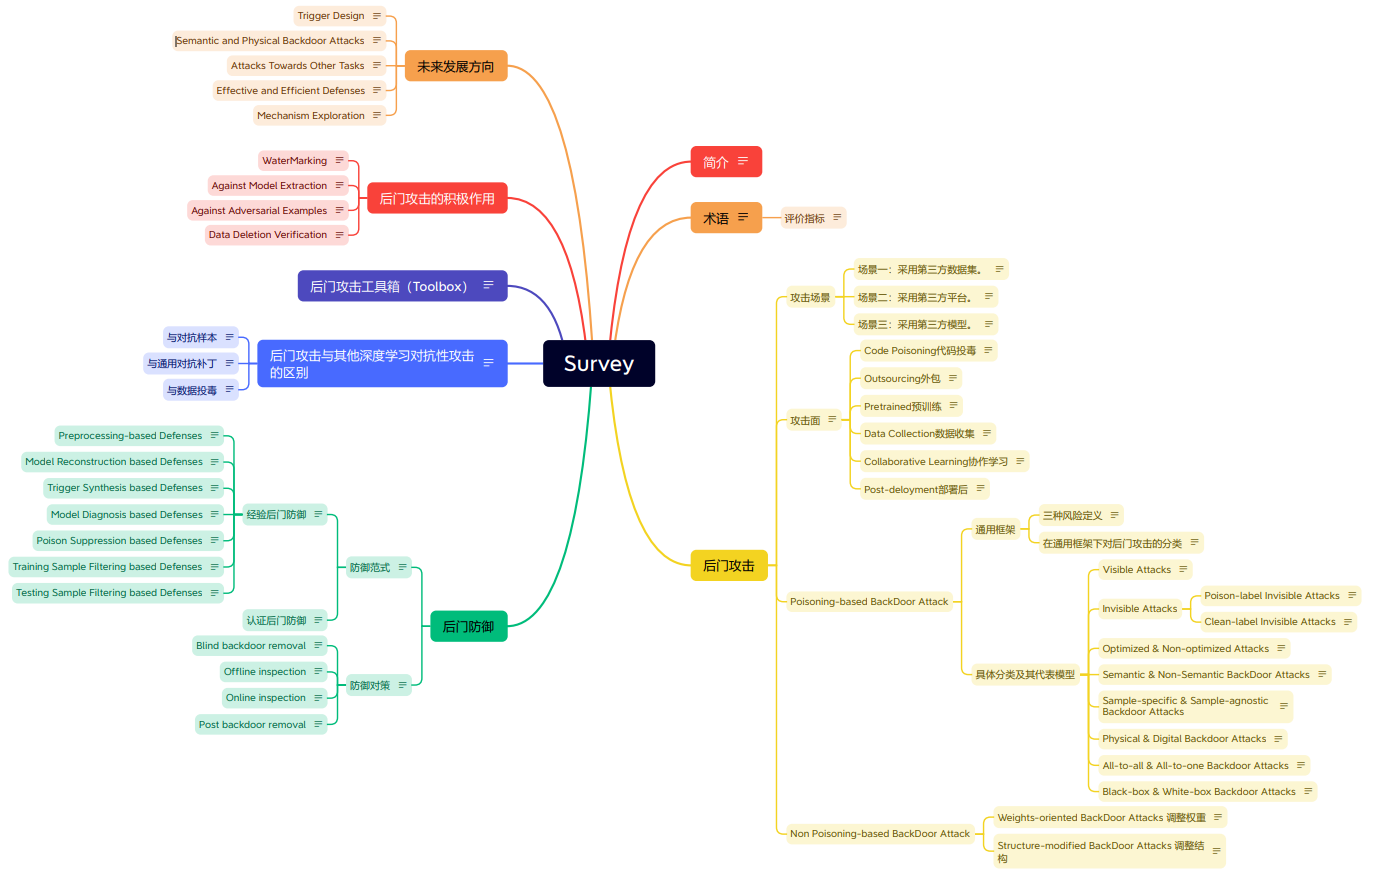 Survey
简介
术语
评价指标
后门攻击
攻击场景
场景一：采用第三方数据集。
场景二：采用第三方平台。
场景三：采用第三方模型。
攻击面
Code Poisoning代码投毒
Outsourcing外包
Pretrained预训练
Data Collection数据收集
Collaborative Learning协作学习
Post-deloyment部署后
Poisoning-based BackDoor Attack
通用框架
三种风险定义
在通用框架下对后门攻击的分类
具体分类及其代表模型
Visible Attacks
Invisible Attacks
Poison-label Invisible Attacks
Clean-label Invisible Attacks
Optimized & Non-optimized Attacks
Semantic & Non-Semantic BackDoor Attacks
Sample-specific & Sample-agnostic
Backdoor Attacks
Physical & Digital Backdoor Attacks
All-to-all & All-to-one Backdoor Attacks
Black-box & White-box Backdoor Attacks
Non Poisoning-based BackDoor Attack
Weights-oriented BackDoor Attacks 调整权重
Structure-modified BackDoor Attacks 调整结
构
未来发展方向
Trigger Design
Semantic and Physical Backdoor Attacks
Attacks Towards Other Tasks
Effective and Efficient Defenses
Mechanism Exploration
后门攻击的积极作用
WaterMarking
Against Model Extraction
Against Adversarial Examples
Data Deletion Verification
后门攻击工具箱（Toolbox）
后门攻击与其他深度学习对抗性攻击
的区别
与对抗样本
与通用对抗补丁
与数据投毒
后门防御
防御范式
经验后门防御
Preprocessing-based Defenses
Model Reconstruction based Defenses
Trigger Synthesis based Defenses
Model Diagnosis based Defenses
Poison Suppression based Defenses
Training Sample Filtering based Defenses
Testing Sample Filtering based Defenses
认证后门防御
防御对策
Blind backdoor removal
Offline inspection
Online inspection
Post backdoor removal